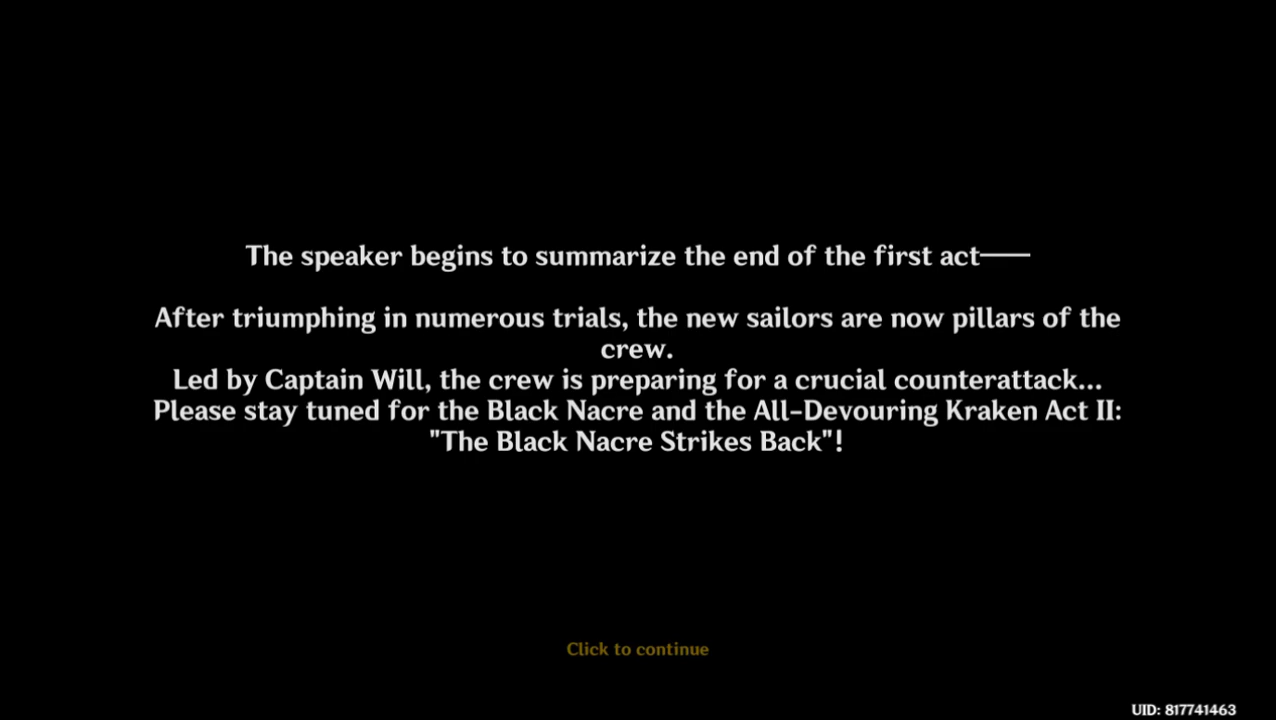 The speaker begins to summarize the end of the first act——
After triumphing in numerous trials, the new sailors are now pillars of the
crew.
Led by Captain Will, the crew is preparing for a crucial counterattack...
Please stay tuned for the Black Nacre and the All-Devouring Kraken Act II:
"The Black Nacre Strikes Back"!
Click to continue
UID: 817741463